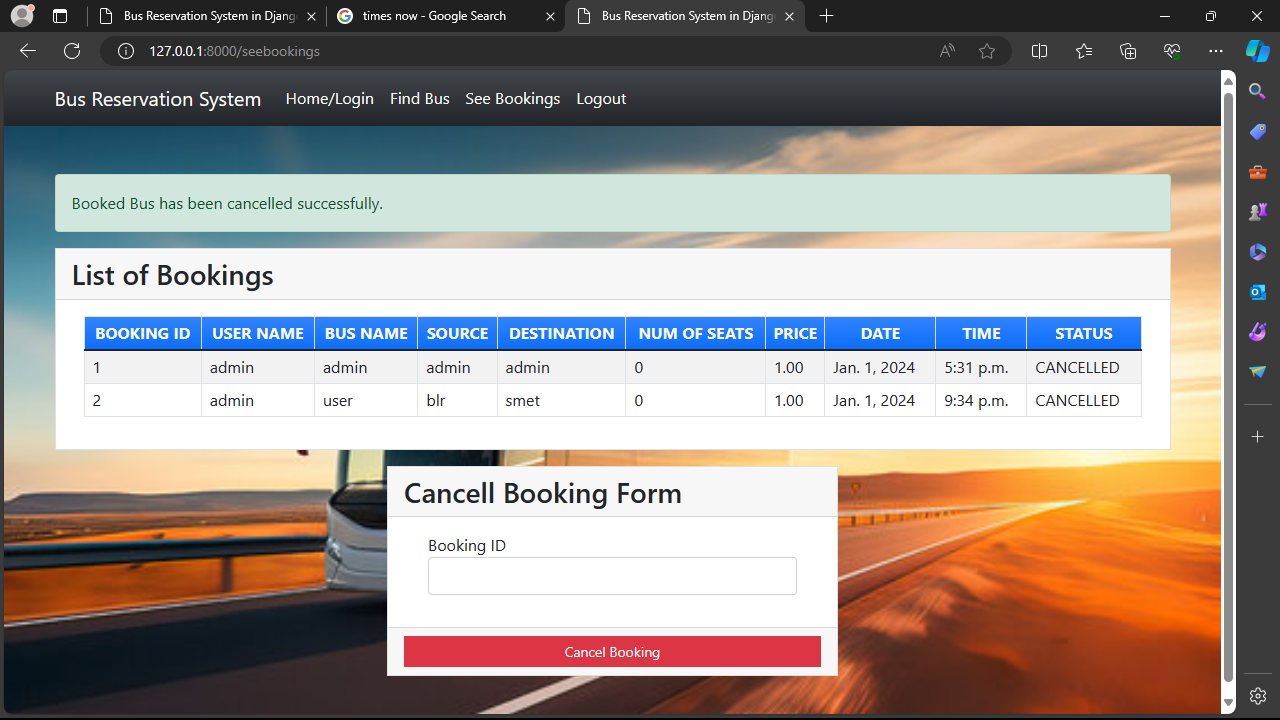 Bus Reservation System in Djang
times now - Google Search
Bus Reservation System in Djang
127.0.0.1:8000/seebookings
Bus Reservation System Home/Login Find Bus See Bookings Logout
Booked Bus has been cancelled successfully.
List of Bookings
BOOKING ID USER NAME BUS NAME SOURCE DESTINATION NUM OF SEATS PRICE DATE TIME STATUS
1 admin admin admin admin 0 1.00 Jan. 1, 2024 5:31 p.m. CANCELLED
2 admin user blr smet 0 1.00 Jan. 1, 2024 9:34 p.m. CANCELLED
Cancell Booking Form
Booking ID
Cancel Booking